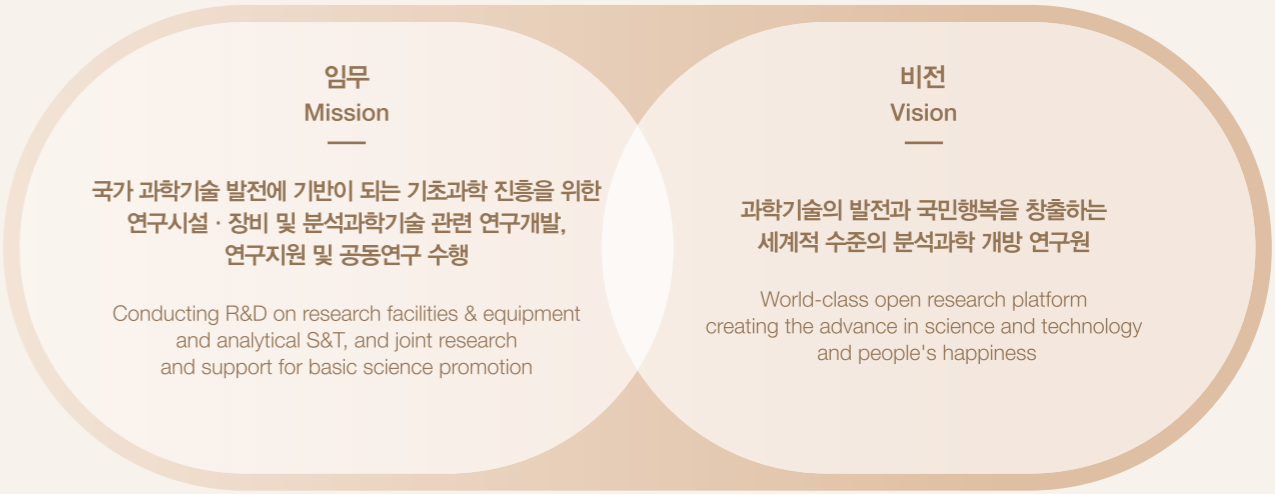 임무
Mission
국가 과학기술 발전에 기반이 되는 기초과학 진흥을 위한
연구시설 · 장비 및 분석과학기술 관련 연구개발,
연구지원 및 공동연구 수행
Conducting R&D on research facilities & equipment
and analytical S&T, and joint research
and support for basic science promotion
비전
Vision
과학기술의 발전과 국민행복을 창출하는
세계적 수준의 분석과학 개방 연구원
World-class open research platform
creating the advance in science and technology
and people's happiness